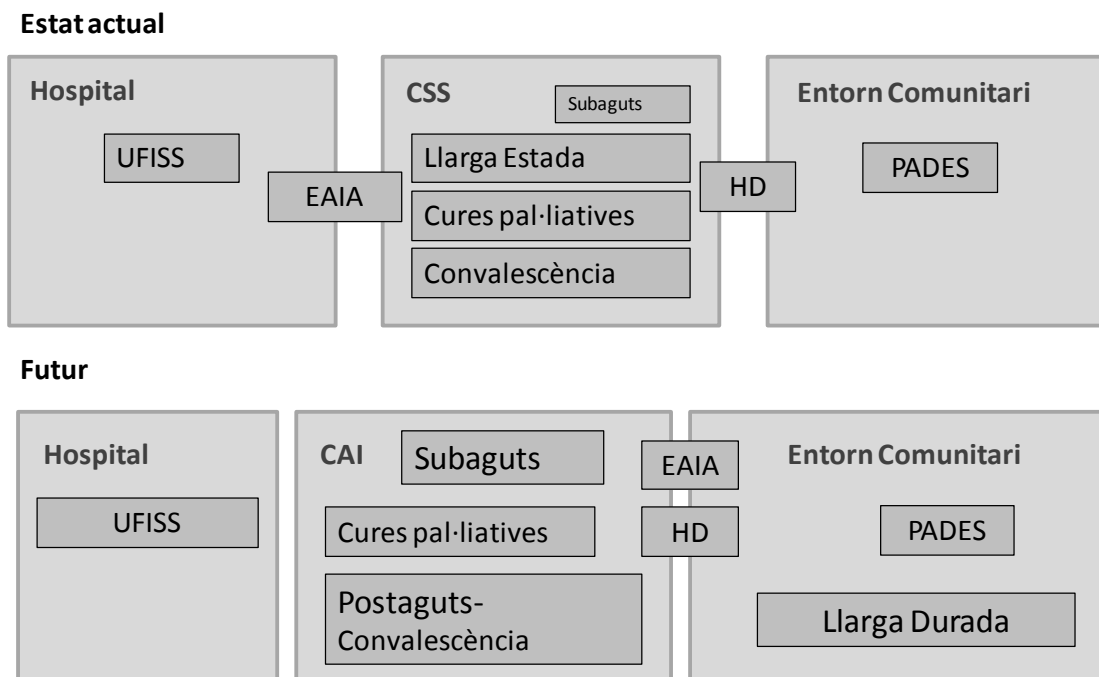 Estat actual
Hospital
CSS
Entorn Comunitari
Subaguts
UFISS
Llarga Estada
PADES
EAIA
HD
Cures pal·liatives
Convalescència
Futur
Hospital
CAI
Subaguts
EAIA
Entorn Comunitari
UFISS
Cures pal·liatives
HD
PADES
Postaguts-
Convalescència
Llarga Durada